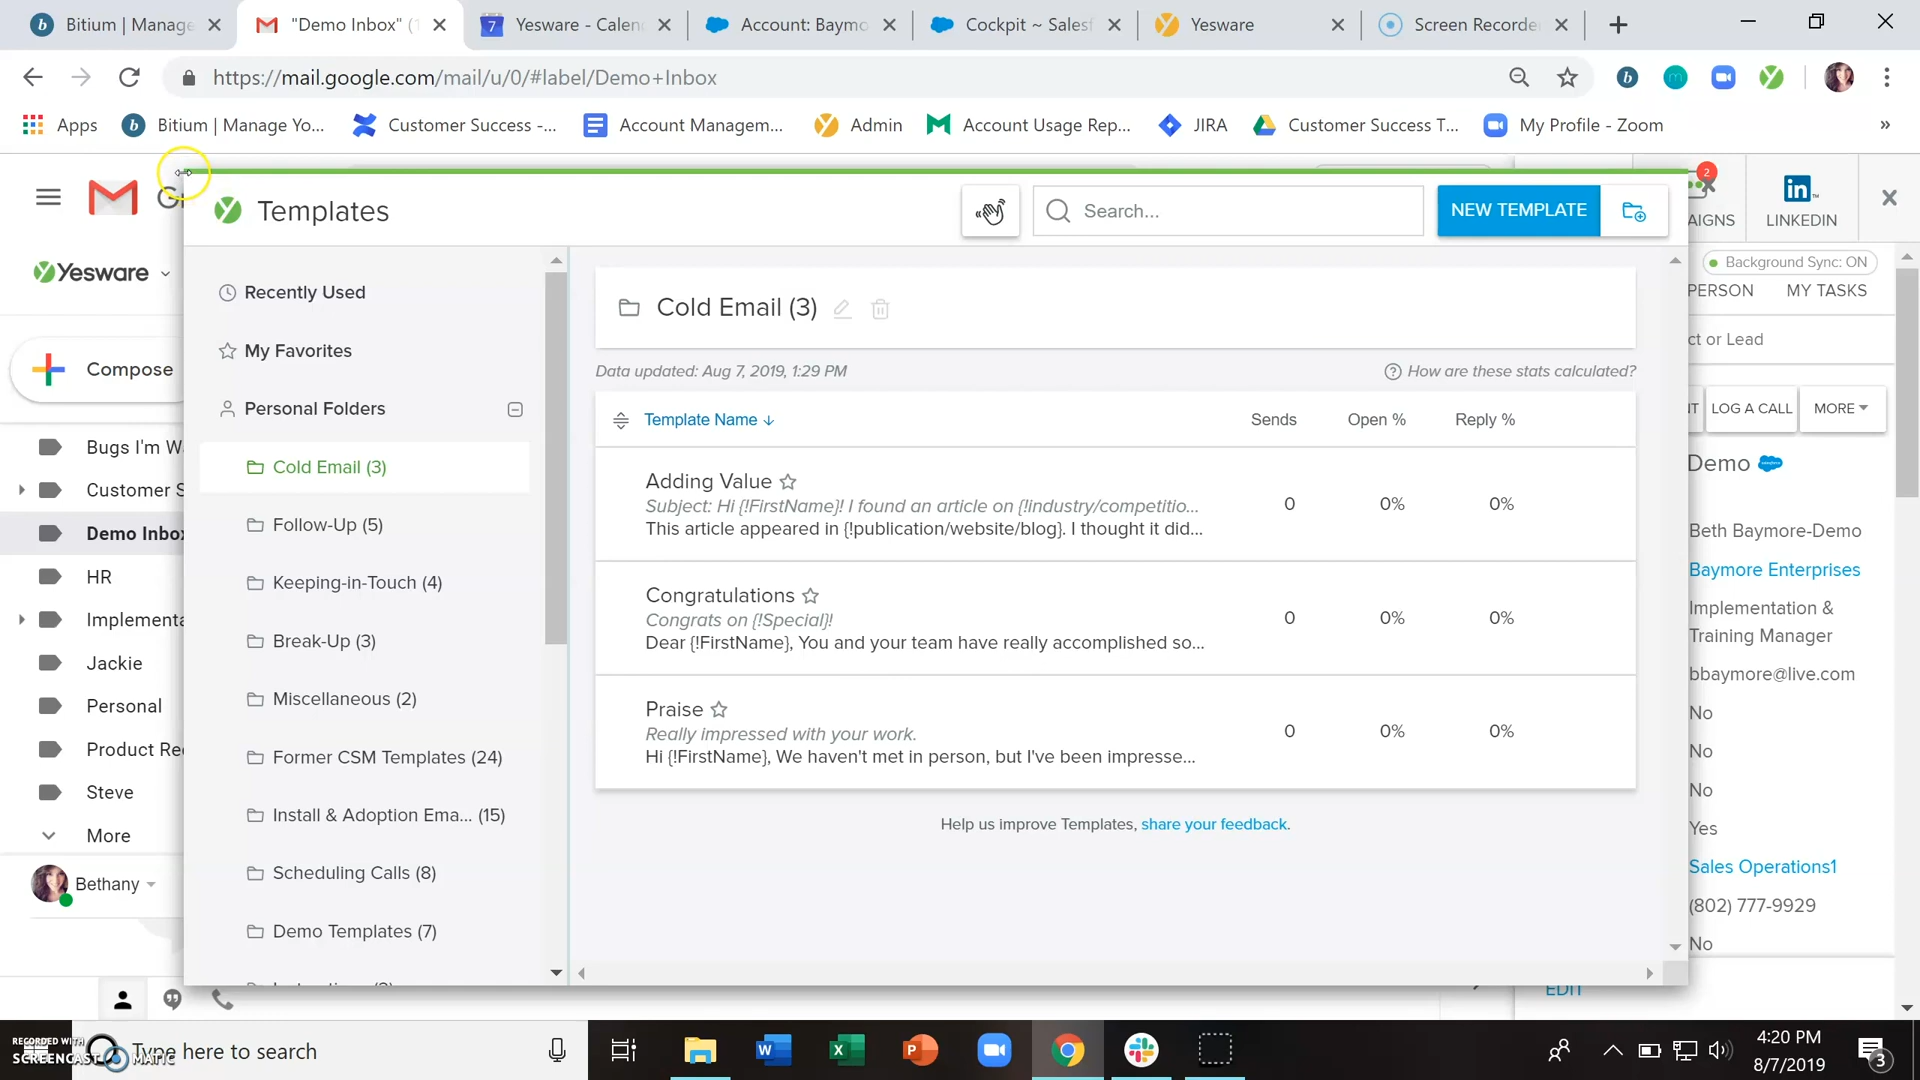 Bitium | Manage
"Demo Inbox" (1
Yesware - Calen
Account: Baymo
Cockpit ~ Salesf
Yesware
Screen Recorde
https://mail.google.com/mail/u/0/#label/Demo+Inbox
Apps
Bitium | Manage Yo...
Customer Success -...
Account Managem...
Admin
Account Usage Rep...
JIRA
Customer Success T...
My Profile - Zoom
»
Templates
Search...
NEW TEMPLATE
2
AIGNS
LINKEDIN
Yesware
Background Sync: ON
PERSON
MY TASKS
ct or Lead
Compose
LOG A CALL
MORE
Recently Used
My Favorites
Personal Folders
Cold Email (3)
Follow-Up (5)
Keeping-in-Touch (4)
Break-Up (3)
Miscellaneous (2)
Former CSM Templates (24)
Install & Adoption Ema... (15)
Scheduling Calls (8)
Demo Templates (7)
Cold Email (3)
Data updated: Aug 7, 2019, 1:29 PM
How are these stats calculated?
Template Name ↓
Sends
Open %
Reply %
Adding Value
Subject: Hi {!FirstName}! I found an article on {!industry/competitio...
This article appeared in {!publication/website/blog}. I thought it did...
0
0%
0%
Congratulations
Congrats on {!Special}!
Dear {!FirstName}, You and your team have really accomplished so...
0
0%
0%
Praise
Really impressed with your work.
Hi {!FirstName}, We haven't met in person, but I've been impresse...
0
0%
0%
Help us improve Templates, share your feedback.
Bugs I'm W
Customer S
Demo Inbox
HR
Implementa
Jackie
Personal
Product Re
Steve
More
Bethany
Demo
Beth Baymore-Demo
Baymore Enterprises
Implementation &
Training Manager
bbaymore@live.com
No
No
No
Yes
Sales Operations1
(802) 777-9929
No
EDIT
RECORDED WITH
SCREENCAST MATIC
Type here to search
4:20 PM
8/7/2019
3